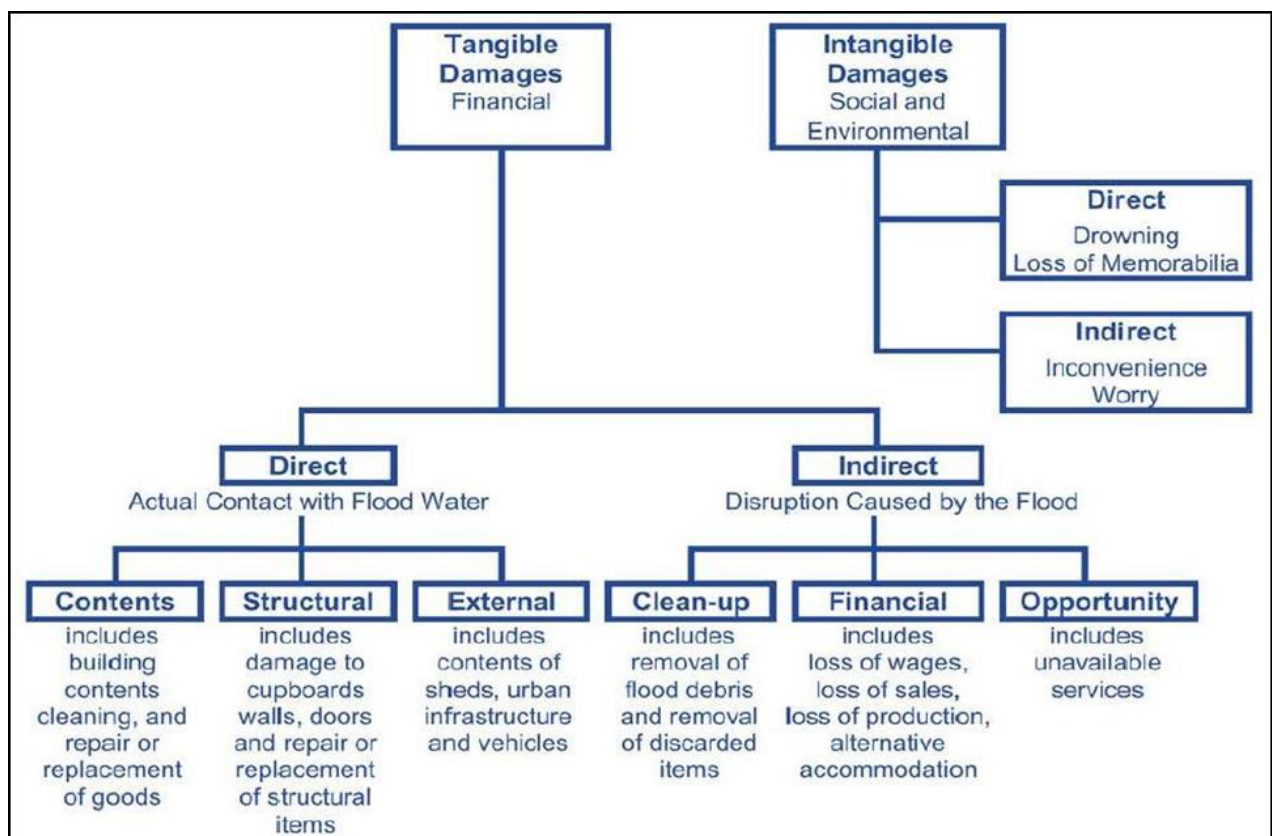 Tangible
Damages
Financial
Intangible
Damages
Social and
Environmental
Direct
Drowning
Loss of Memorabilia
Indirect
Inconvenience
Worry
Direct
Actual Contact with Flood Water
Indirect
Disruption Caused by the Flood
Contents
includes
building
contents
cleaning, and
repair or
replacement
of goods
Structural
includes
damage to
cupboards
walls, doors
and repair or
replacement
of structural
items
External
includes
contents of
sheds, urban
infrastructure
and vehicles
Clean-up
includes
removal of
flood debris
and removal
of discarded
items
Financial
includes
loss of wages,
loss of sales,
loss of production,
alternative
accommodation
Opportunity
includes
unavailable
services